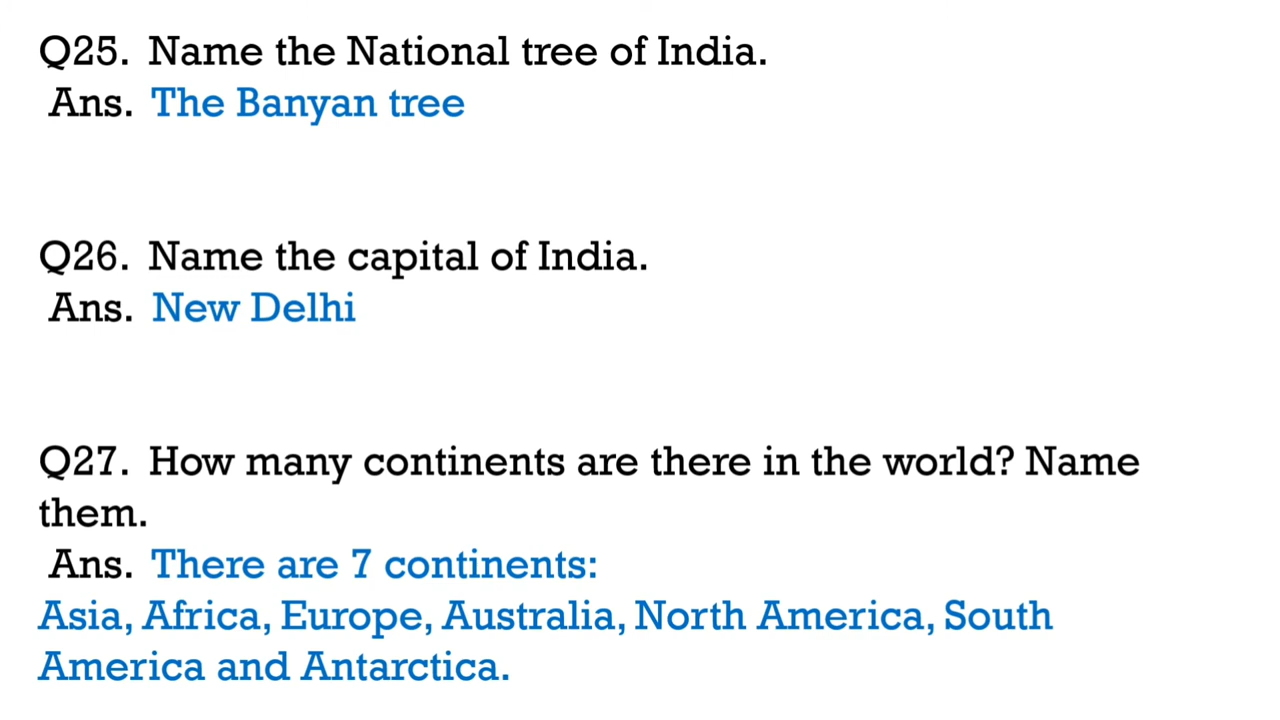 Q25. Name the National tree of India.
Ans. The Banyan tree
Q26. Name the capital of India.
Ans. New Delhi
Q27. How many continents are there in the world? Name
them.
Ans. There are 7 continents:
Asia, Africa, Europe, Australia, North America, South
America and Antarctica.